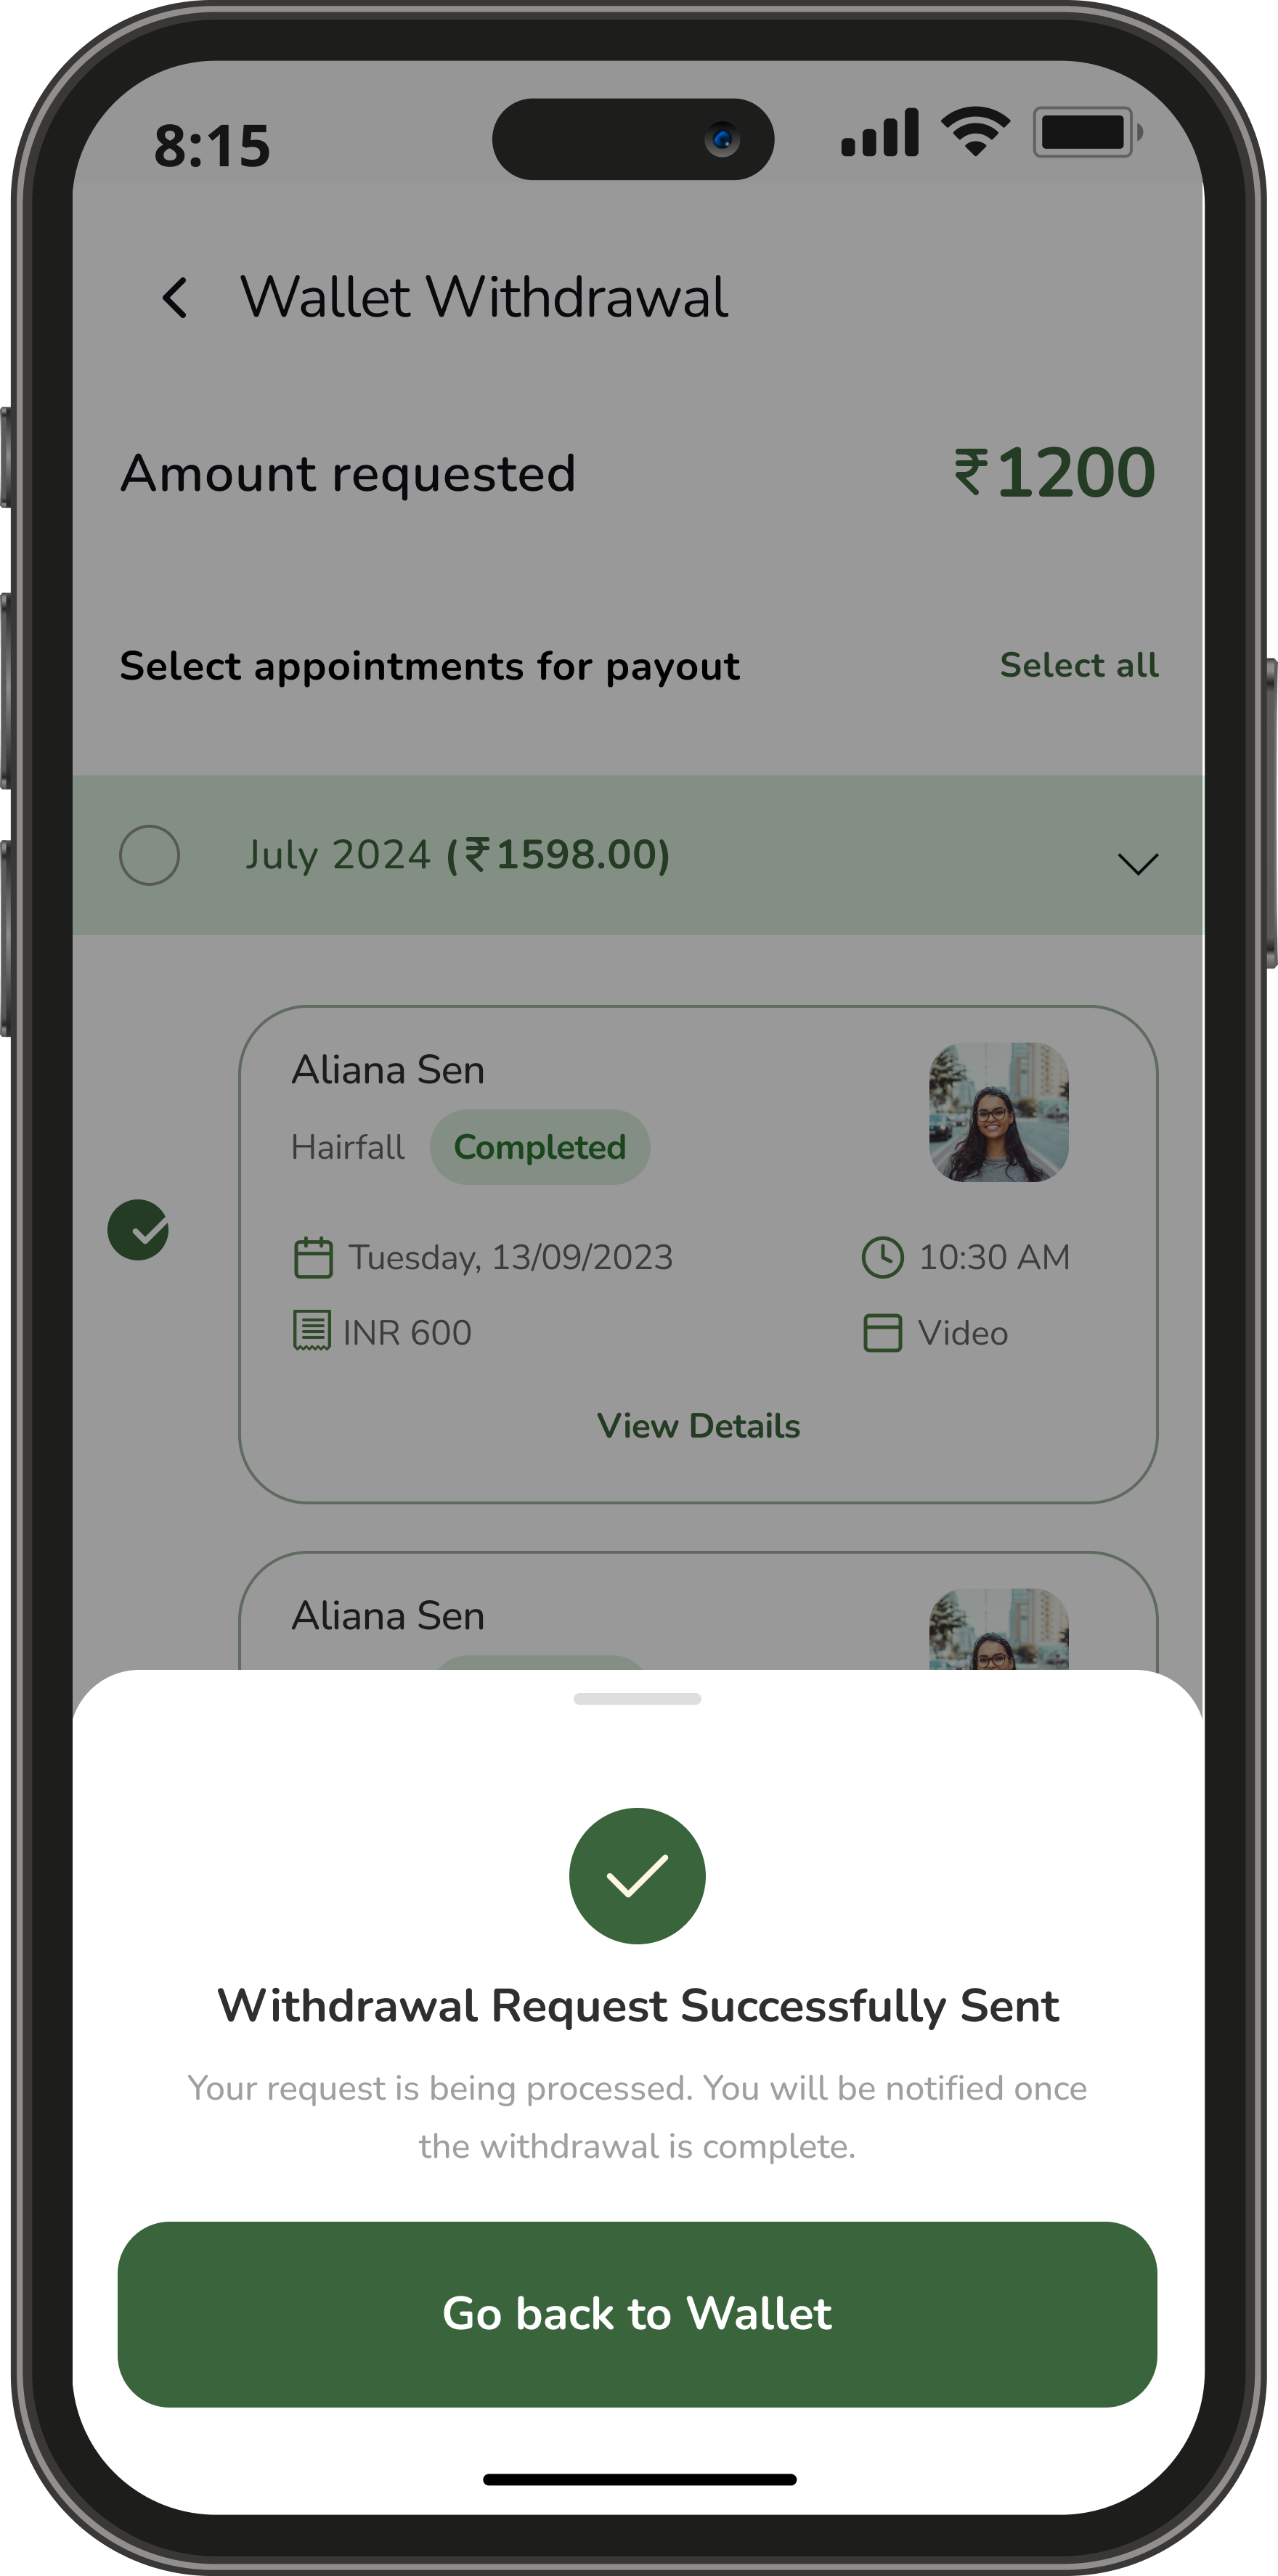 8:15
Wallet Withdrawal
Amount requested ₹1200
Select appointments for payout Select all
July 2024 (₹1598.00)
Aliana Sen
Hairfall Completed
Tuesday, 13/09/2023 10:30 AM
INR 600 Video
View Details
Aliana Sen
Withdrawal Request Successfully Sent
Your request is being processed. You will be notified once
the withdrawal is complete.
Go back to Wallet